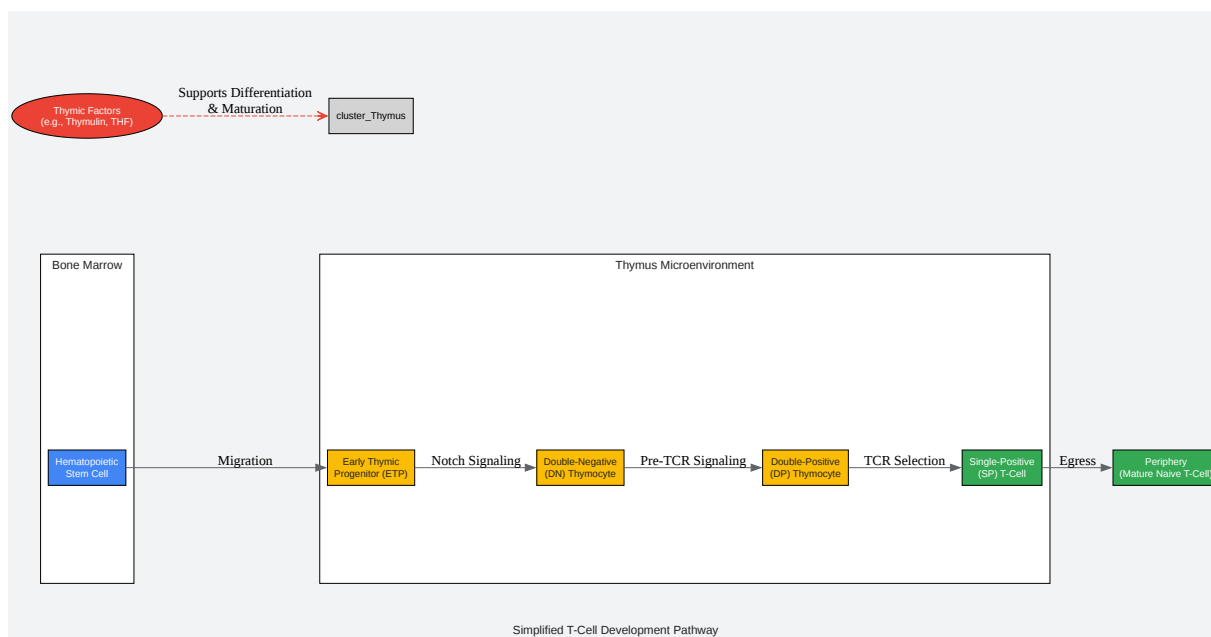 Supports Differentiation
& Maturation
Thymic Factors
(e.g., Thymulin, THF)
cluster_Thymus
Bone Marrow
Thymus Microenvironment
Hematopoietic
Stem Cell
Migration
Early Thymic
Progenitor (ETP)
Notch Signaling
Double-Negative
(DN) Thymocyte
Pre-TCR Signaling
Double-Positive
(DP) Thymocyte
TCR Selection
Single-Positive
(SP) T-Cell
Egress
Periphery
(Mature Naive T-Cell)
Simplified T-Cell Development Pathway